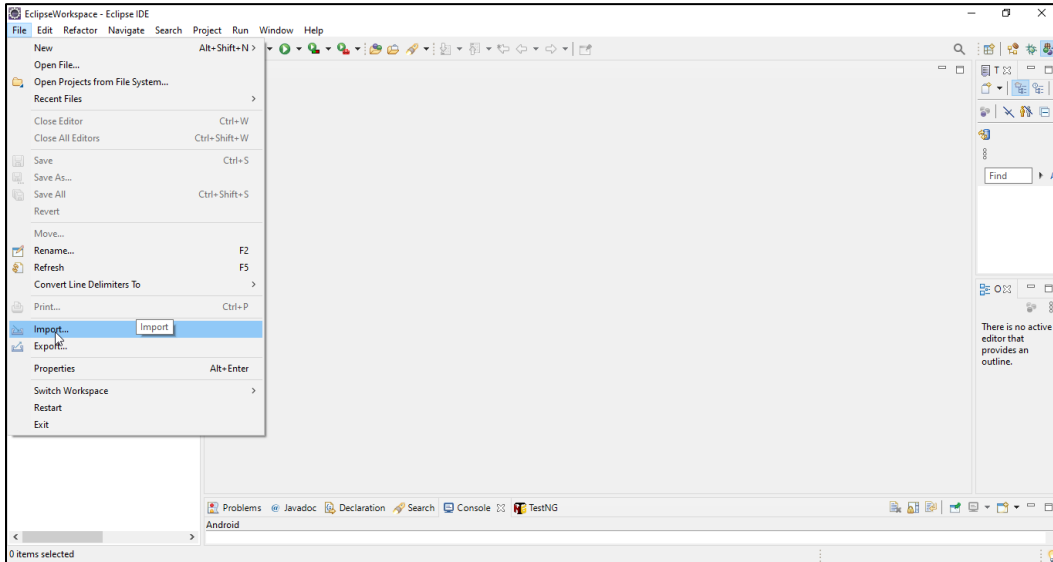 EclipseWorkspace - Eclipse IDE
File Edit Refactor Navigate Search Project Run Window Help
New Alt+Shift+N >
Open File...
Open Projects from File System...
Recent Files >
Close Editor Ctrl+W
Close All Editors Ctrl+Shift+W
Save Ctrl+S
Save As...
Save All Ctrl+Shift+S
Revert
Move...
Rename... F2
Refresh F5
Convert Line Delimiters To >
Print... Ctrl+P
Import... Import
Export...
Properties Alt+Enter
Switch Workspace >
Restart
Exit
T
Find
O
There is no active
editor that
provides an
outline.
Problems @ Javadoc Declaration Search Console TestNG
Android
0 items selected